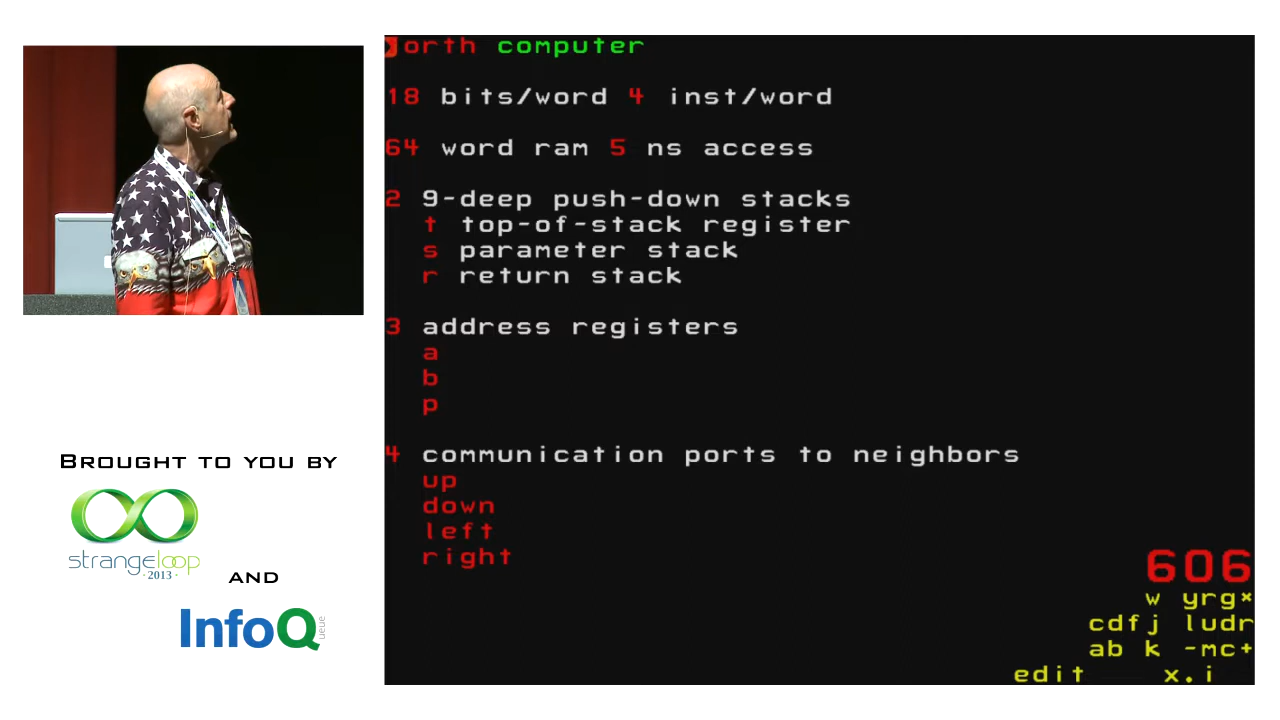 orth computer
18 bits/word 4 inst/word
64 word ram 5 ns access
2 9-deep push-down stacks
t top-of-stack register
s parameter stack
r return stack
3 address registers
a
b
p
4 communication ports to neighbors
up
down
left
right
606
w yrg*
cdfj ludr
ab k -mc+
edit x.i
BROUGHT TO YOU BY
strangeloop
·2013·
AND
InfoQ
ueue